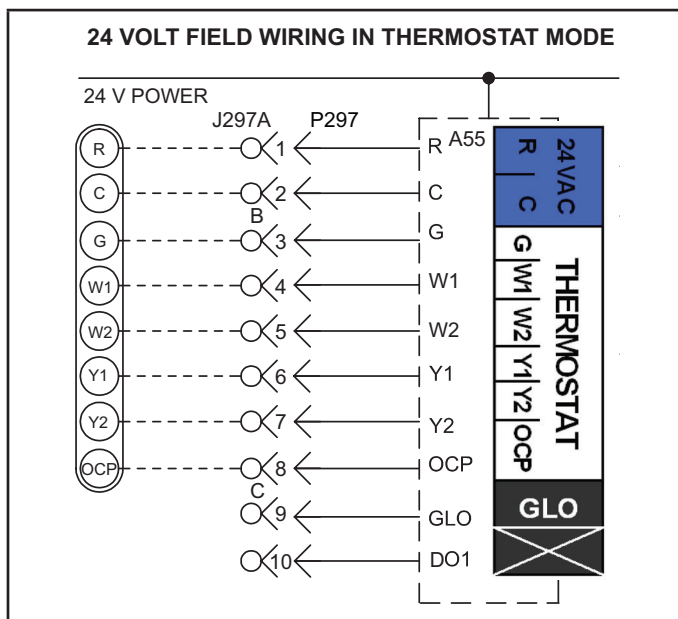 24 VOLT FIELD WIRING IN THERMOSTAT MODE
24 V POWER
J297A P297
R 1 R A55
C 2 C
B
G 3 G
W1 4 W1
W2 5 W2
Y1 6 Y1
Y2 7 Y2
OCP 8 OCP
C
9 GLO
10 DO1
24VAC
R C
THERMOSTAT
G W1 W2 Y1 Y2 OCP
GLO